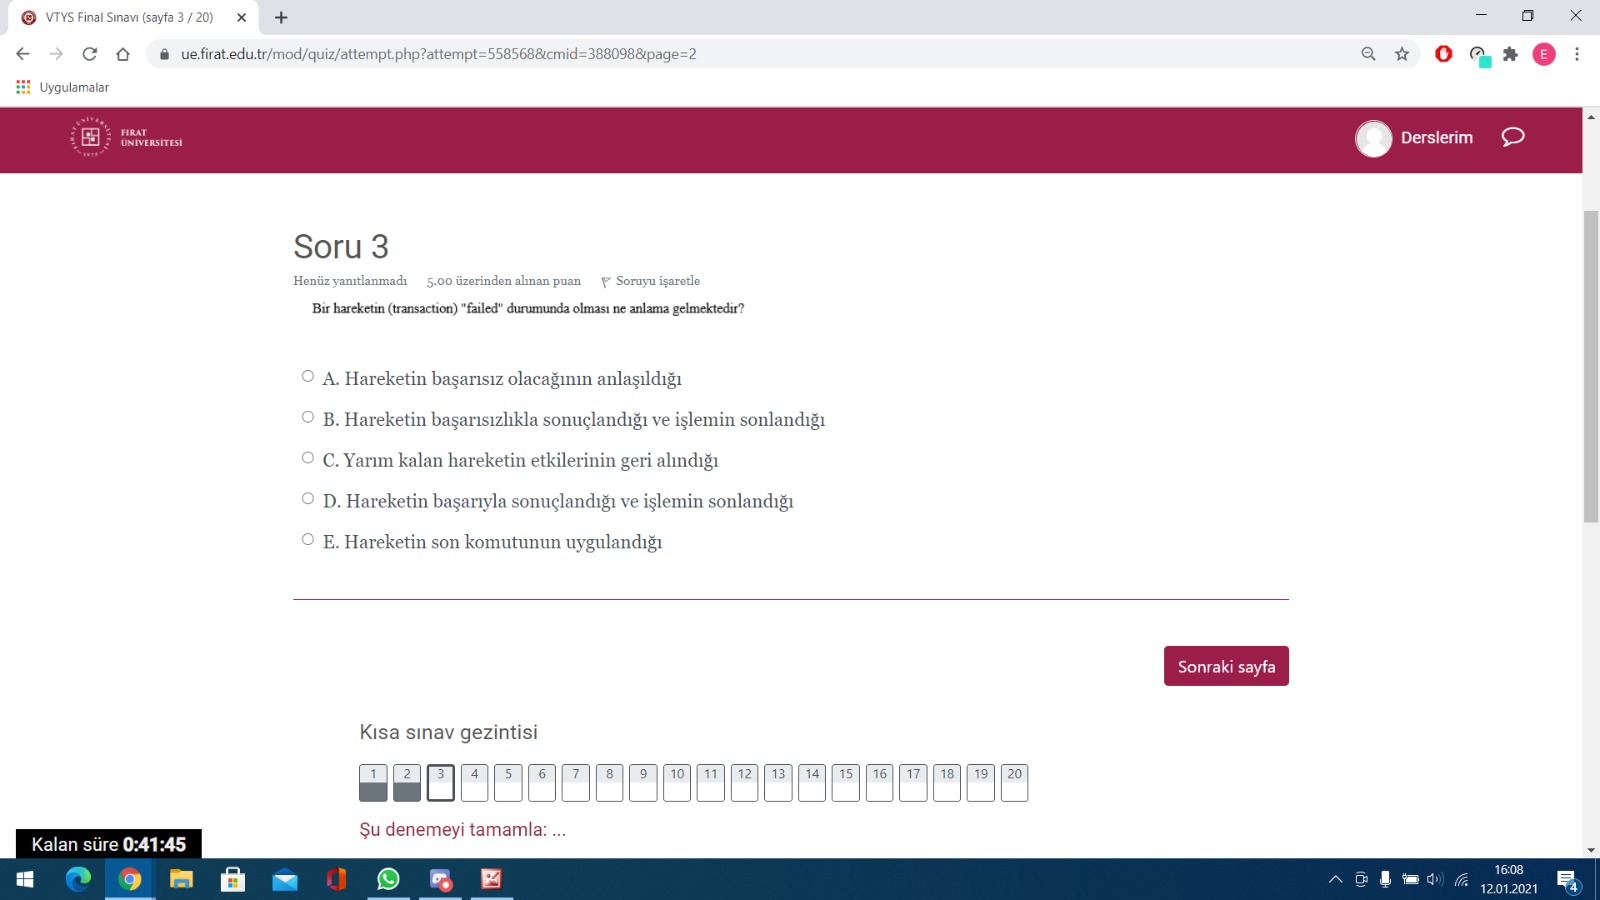 VTYS Final Sınavı (sayfa 3 / 20)
ue.firat.edu.tr/mod/quiz/attempt.php?attempt=558568&cmid=388098&page=2
E
Uygulamalar
FIRAT
ÜNİVERSİTESİ
Derslerim
Soru 3
Henüz yanıtlanmadı 5.00 üzerinden alınan puan Soruyu işaretle
Bir hareketin (transaction) "failed" durumunda olması ne anlama gelmektedir?
A. Hareketin başarısız olacağının anlaşıldığı
B. Hareketin başarısızlıkla sonuçlandığı ve işlemin sonlandığı
C. Yarım kalan hareketin etkilerinin geri alındığı
D. Hareketin başarıyla sonuçlandığı ve işlemin sonlandığı
E. Hareketin son komutunun uygulandığı
Sonraki sayfa
Kısa sınav gezintisi
1 2 3 4 5 6 7 8 9 10 11 12 13 14 15 16 17 18 19 20
Şu denemeyi tamamla: ...
Kalan süre 0:41:45
16:08
12.01.2021
4